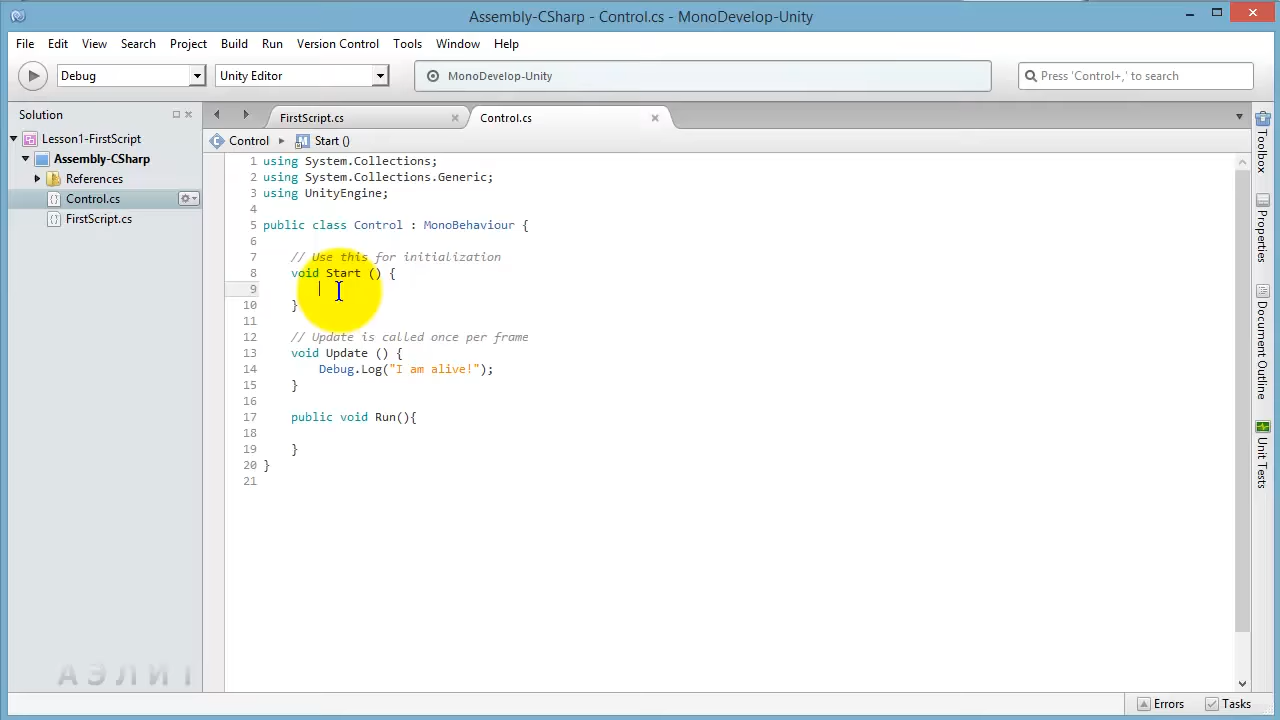 Assembly-CSharp - Control.cs - MonoDevelop-Unity
File Edit View Search Project Build Run Version Control Tools Window Help
Debug Unity Editor MonoDevelop-Unity Press 'Control+,' to search
Solution
Lesson1-FirstScript
Assembly-CSharp
References
Control.cs
FirstScript.cs
FirstScript.cs Control.cs
Control Start ()
1 using System.Collections;
2 using System.Collections.Generic;
3 using UnityEngine;
4
5 public class Control : MonoBehaviour {
6
7 // Use this for initialization
8 void Start () {
9
10 }
11
12 // Update is called once per frame
13 void Update () {
14 Debug.Log("I am alive!");
15 }
16
17 public void Run(){
18
19 }
20 }
21
Toolbox
Properties
Document Outline
Unit Tests
Errors Tasks